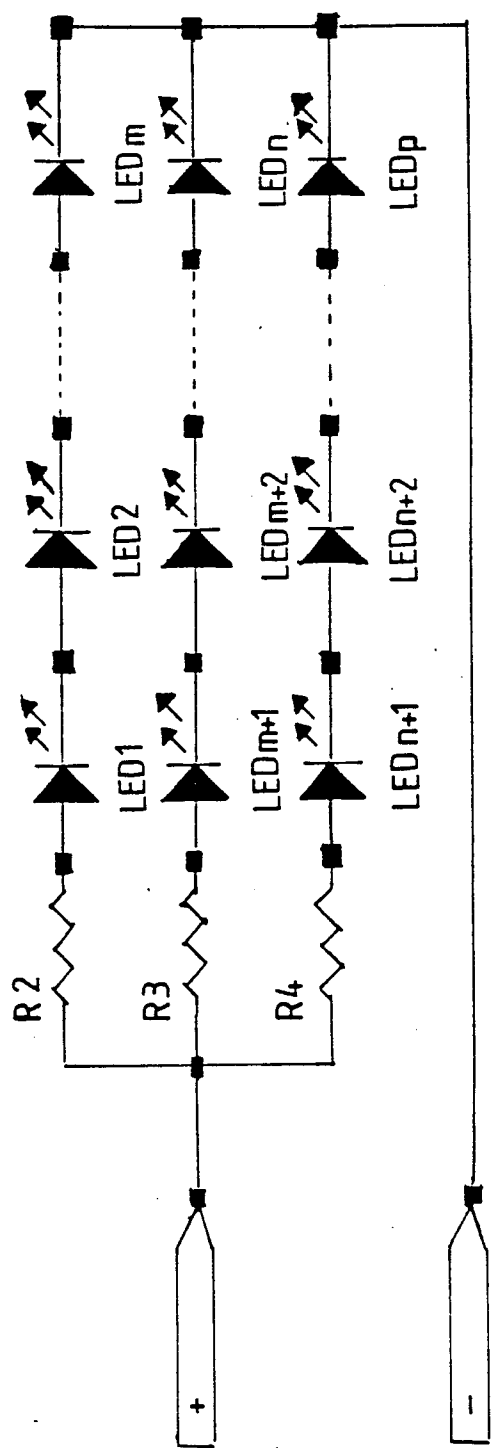 R2
LED1
LED2
LEDm
R3
LEDm+1
LEDm+2
LEDn
R4
LEDn+1
LEDn+2
LEDp
+
-